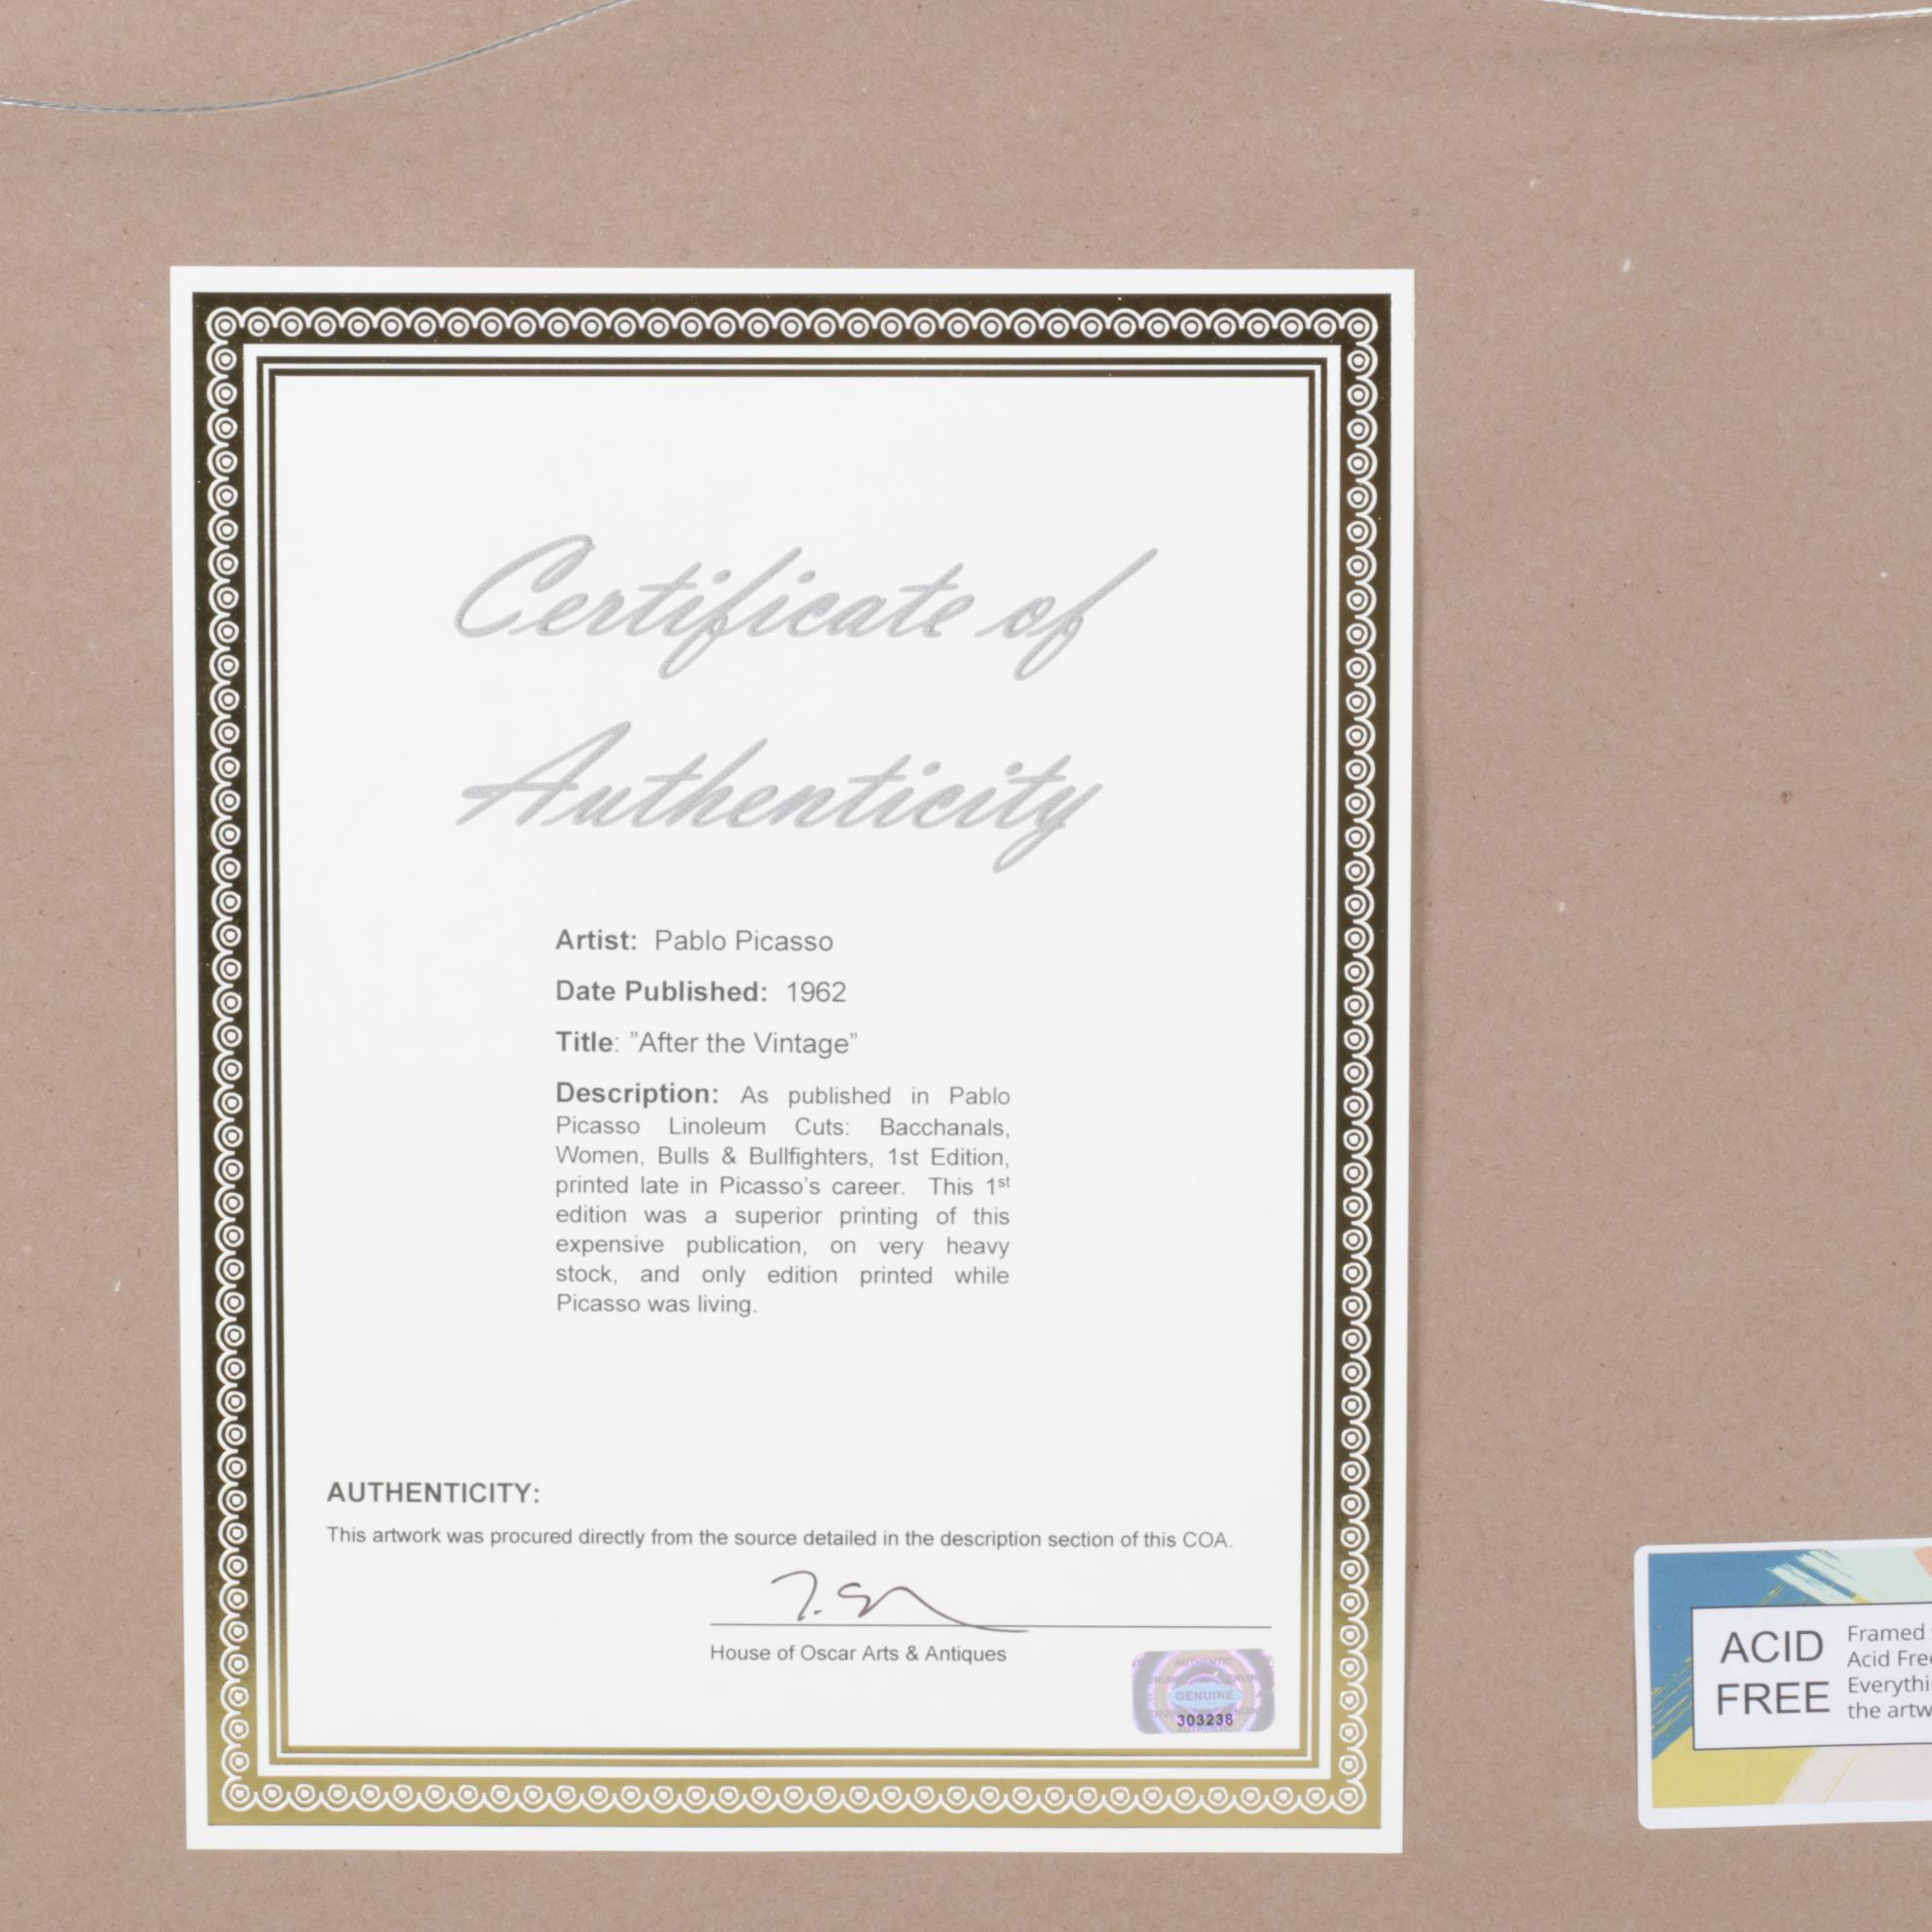 Certificate of
Authenticity
Artist: Pablo Picasso
Date Published: 1962
Title: ”After the Vintage”
Description: As published in Pablo
Picasso Linoleum Cuts: Bacchanals,
Women, Bulls & Bullfighters, 1st Edition,
printed late in Picasso’s career. This 1st
edition was a superior printing of this
expensive publication, on very heavy
stock, and only edition printed while
Picasso was living.
AUTHENTICITY:
This artwork was procured directly from the source detailed in the description section of this COA.
House of Oscar Arts & Antiques
AUTHENTIC
GENUINE
303238
ACID
FREE
Framed
Acid Free
Everythi
the artw